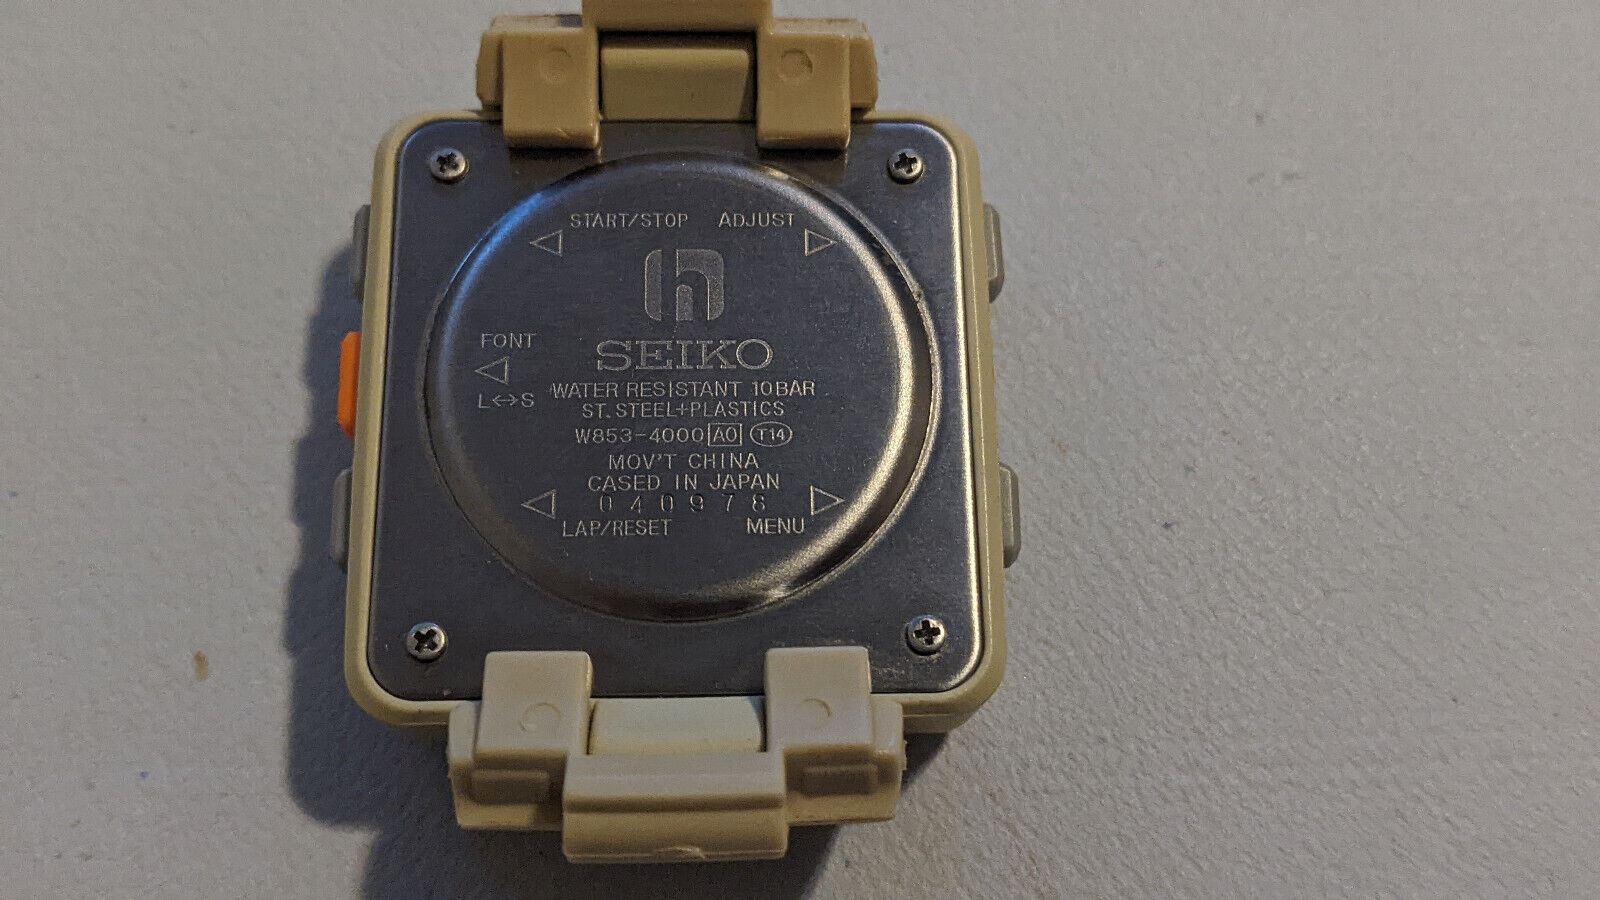 START/STOP ADJUST
h
FONT
L↔S
SEIKO
WATER RESISTANT 10BAR
ST.STEEL+PLASTICS
W853-4000 A0 T14
MOV'T CHINA
CASED IN JAPAN
040978
LAP/RESET MENU